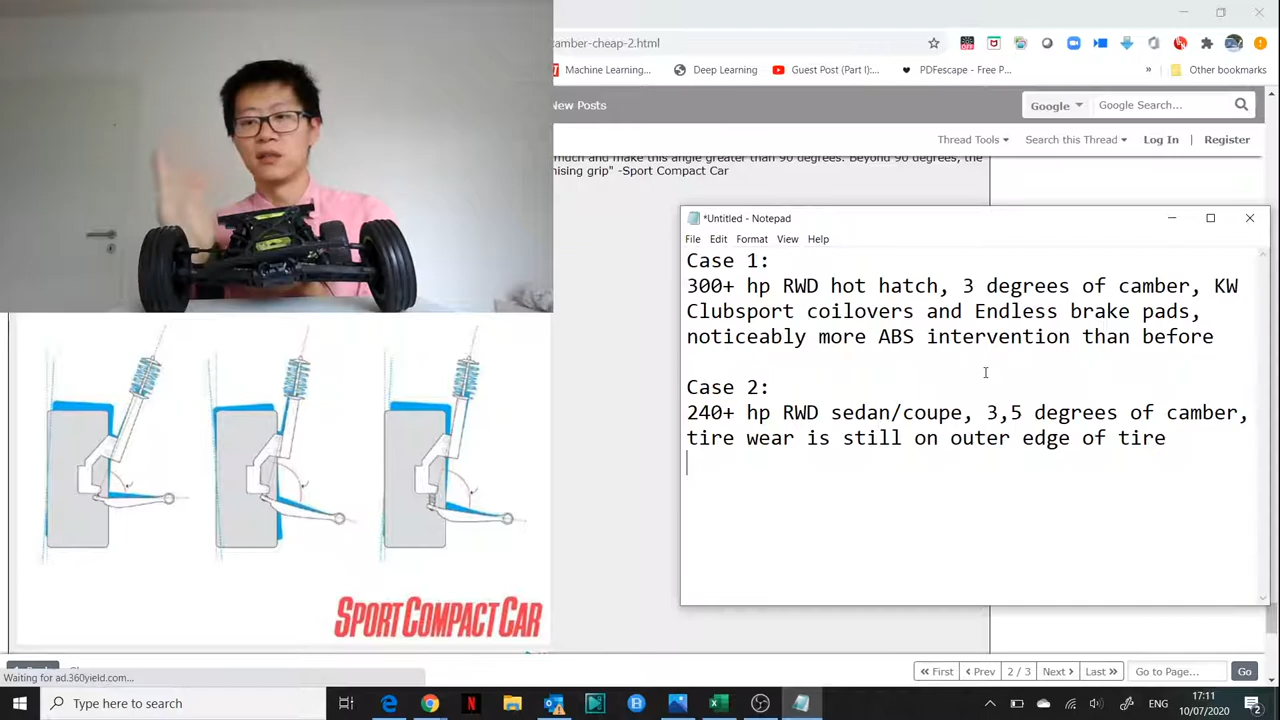 amber-cheap-2.html
OFF
Machine Learning...
Deep Learning
Guest Post (Part I):...
PDFescape - Free P...
»
Other bookmarks
New Posts
Google
Google Search...
Thread Tools
Search this Thread
Log In
Register
much and make this angle greater than 90 degrees. Beyond 90 degrees, the
nising grip" -Sport Compact Car
*Untitled - Notepad
File Edit Format View Help
Case 1:
300+ hp RWD hot hatch, 3 degrees of camber, KW
Clubsport coilovers and Endless brake pads,
noticeably more ABS intervention than before
Case 2:
240+ hp RWD sedan/coupe, 3,5 degrees of camber,
tire wear is still on outer edge of tire
SPORT COMPACT CAR
« First
‹ Prev
2 / 3
Next ›
Last »
Go to Page...
Go
Waiting for ad.360yield.com...
Type here to search
ENG
17:11
10/07/2020
2